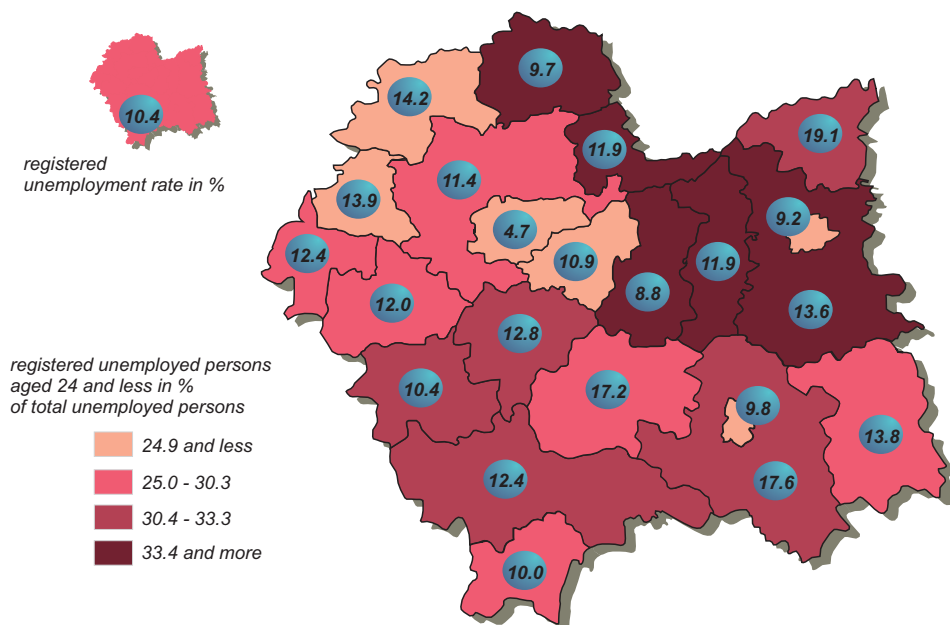 10.4
registered
unemployment rate in %
9.7
14.2
11.9
19.1
11.4
13.9
9.2
4.7
12.4
10.9
11.9
8.8
12.0
13.6
12.8
registered unemployed persons
aged 24 and less in %
of total unemployed persons
10.4
17.2
9.8
13.8
24.9 and less
25.0 - 30.3
30.4 - 33.3
33.4 and more
12.4
17.6
10.0